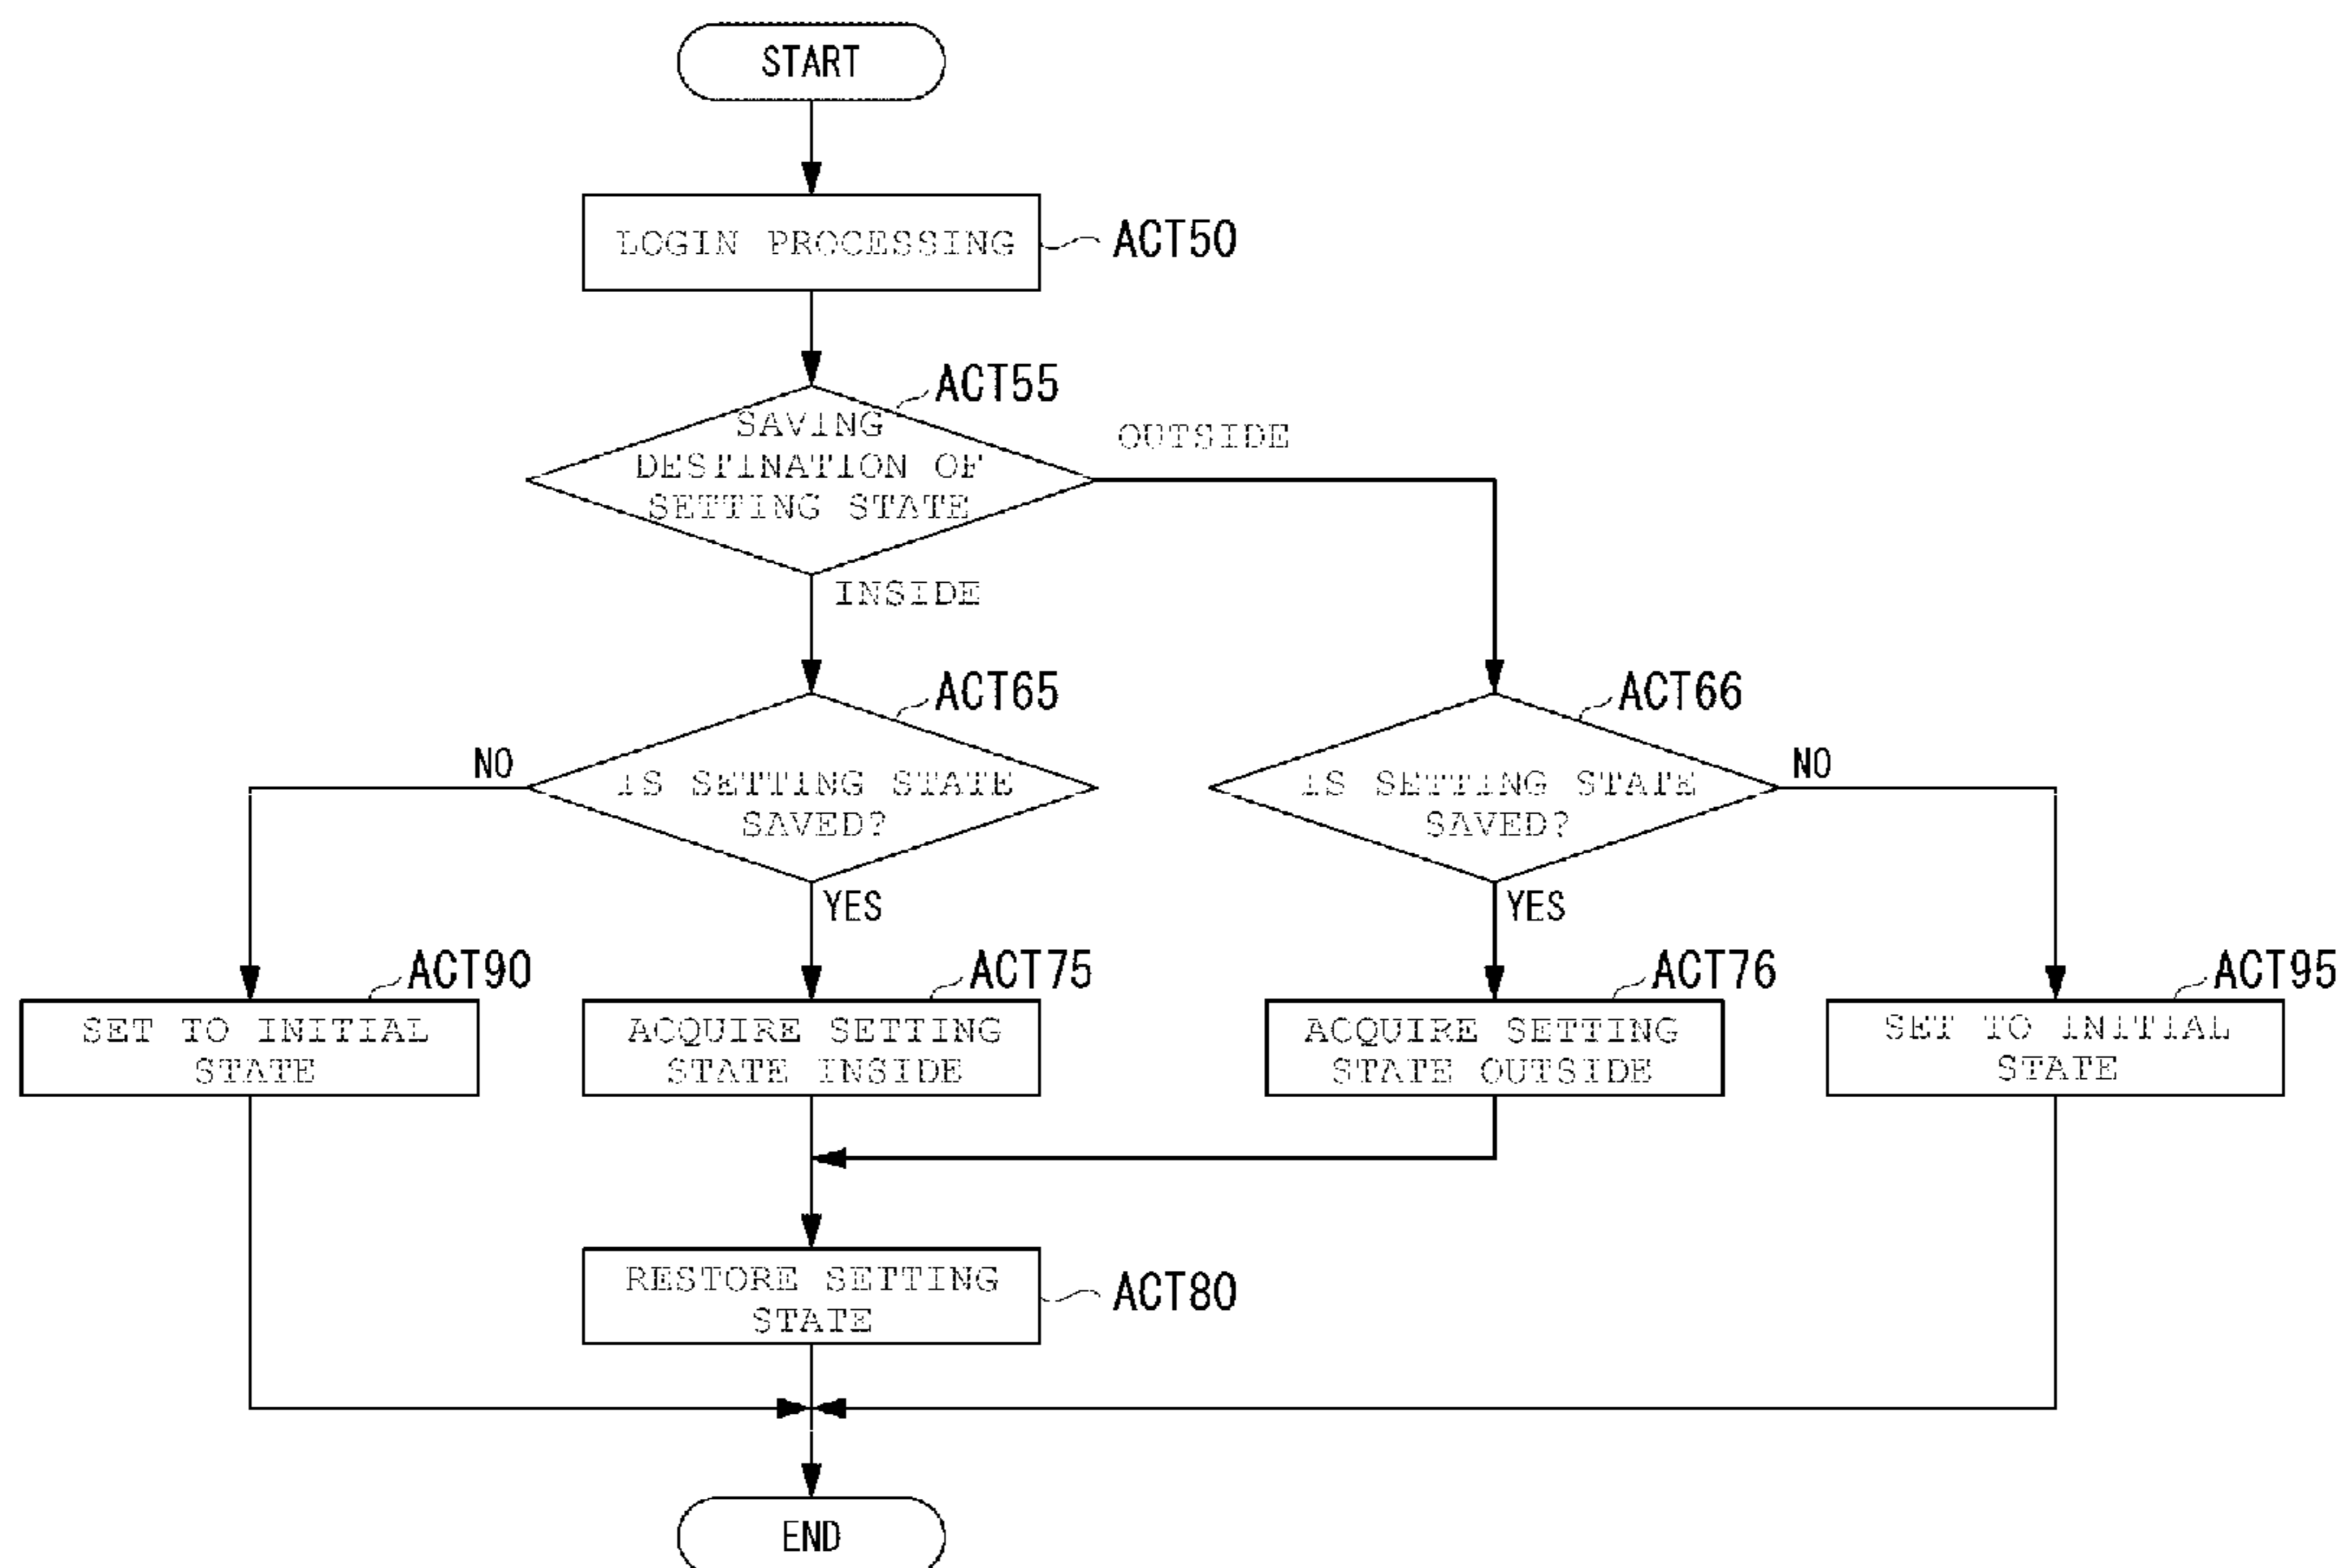 START
LOGIN PROCESSING
ACT50
ACT55
SAVING
DESTINATION OF
SETTING STATE
OUTSIDE
INSIDE
ACT65
ACT66
NO
IS SETTING STATE
SAVED?
IS SETTING STATE
SAVED?
NO
YES
YES
ACT90
ACT75
ACT76
ACT95
SET TO INITIAL
STATE
ACQUIRE SETTING
STATE INSIDE
ACQUIRE SETTING
STATE OUTSIDE
SET TO INITIAL
STATE
RESTORE SETTING
STATE
ACT80
END